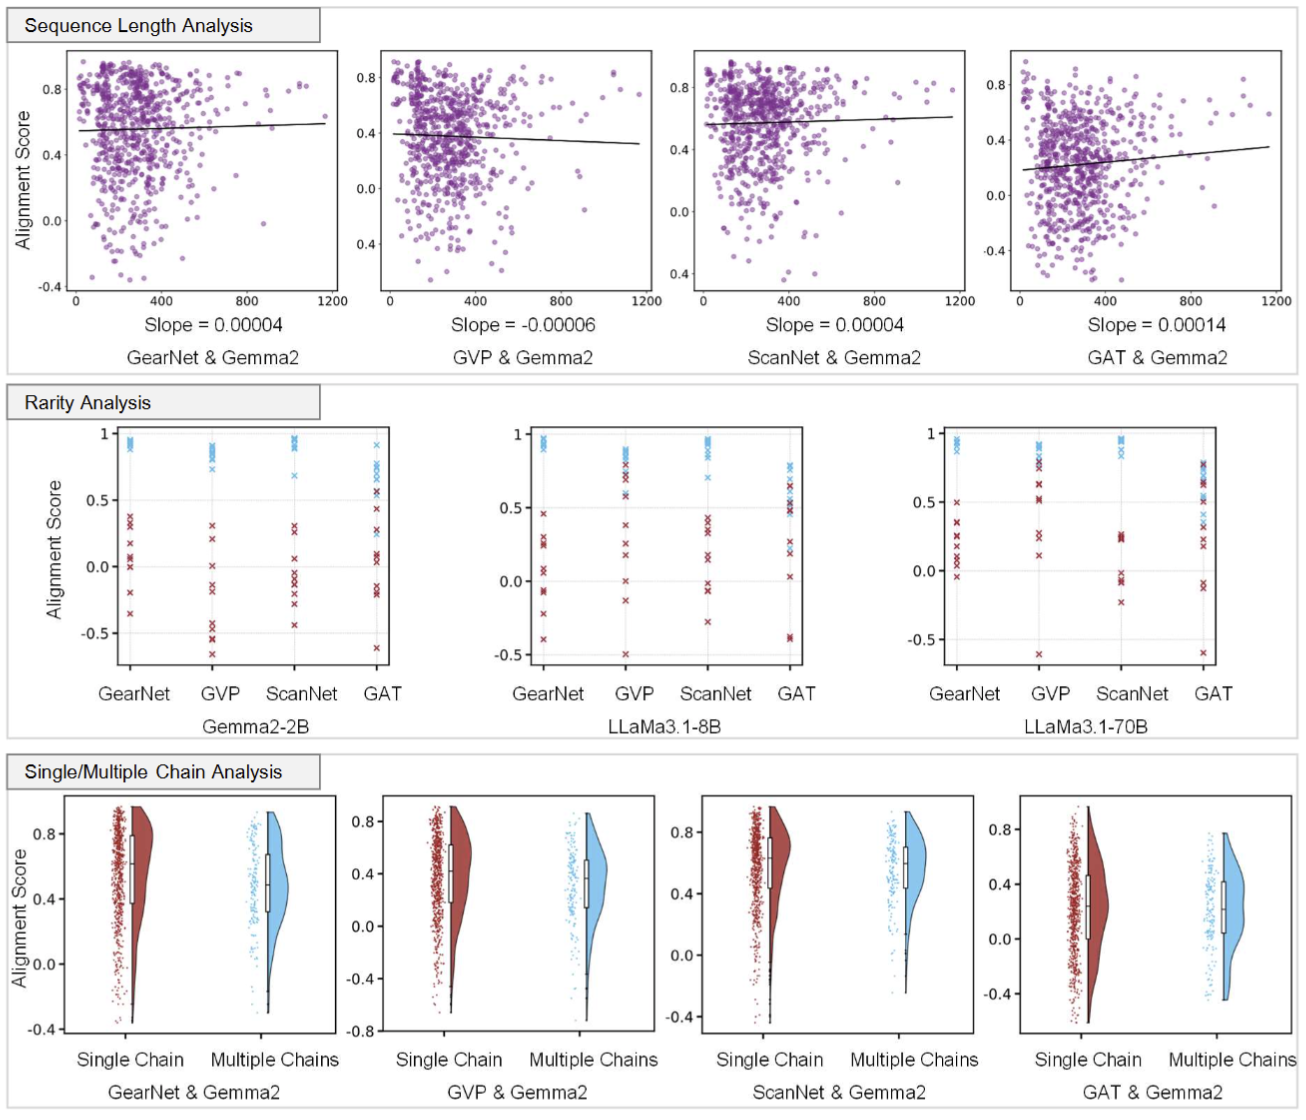 Sequence Length Analysis
Alignment Score
0.8
0.4
0.0
-0.4
0
400
800
1200
0.8
0.4
0.0
0.4
0
400
800
1200
0.8
0.4
0.0
0.4
0
400
800
1200
0.8
0.4
0.0
-0.4
0
400
800
1200
Slope = 0.00004
Slope = -0.00006
Slope = 0.00004
Slope = 0.00014
GearNet & Gemma2
GVP & Gemma2
ScanNet & Gemma2
GAT & Gemma2
Rarity Analysis
Alignment Score
1
0.5
0.0
-0.5
1
0.5
0.0
-0.5
1
0.5
0.0
-0.5
GearNet GVP ScanNet GAT
GearNet GVP ScanNet GAT
GearNet GVP ScanNet GAT
Gemma2-2B
LLaMa3.1-8B
LLaMa3.1-70B
Single/Multiple Chain Analysis
Alignment Score
0.8
0.4
0.0
-0.4
0.8
0.4
0.0
-0.4
-0.8
0.8
0.4
0.0
-0.4
0.8
0.4
0.0
-0.4
Single Chain Multiple Chains
Single Chain Multiple Chains
Single Chain Multiple Chains
Single Chain Multiple Chains
GearNet & Gemma2
GVP & Gemma2
ScanNet & Gemma2
GAT & Gemma2